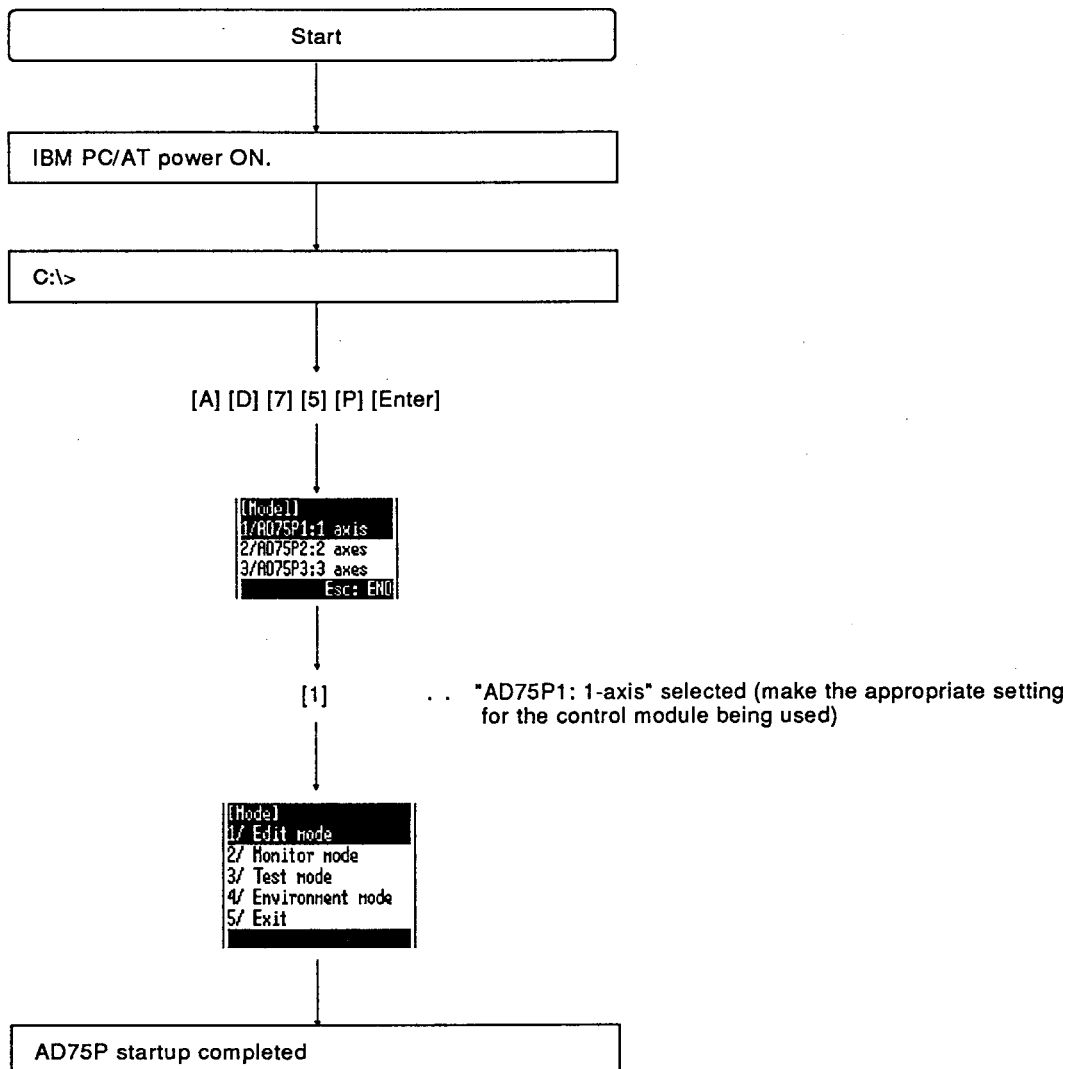 Start
IBM PC/AT power ON.
C:\>
[A] [D] [7] [5] [P] [Enter]
[Model]
1/AD75P1:1 axis
2/AD75P2:2 axes
3/AD75P3:3 axes
Esc: END
[1] . . "AD75P1: 1-axis" selected (make the appropriate setting
for the control module being used)
[Mode]
1/ Edit mode
2/ Monitor mode
3/ Test mode
4/ Environment mode
5/ Exit
AD75P startup completed